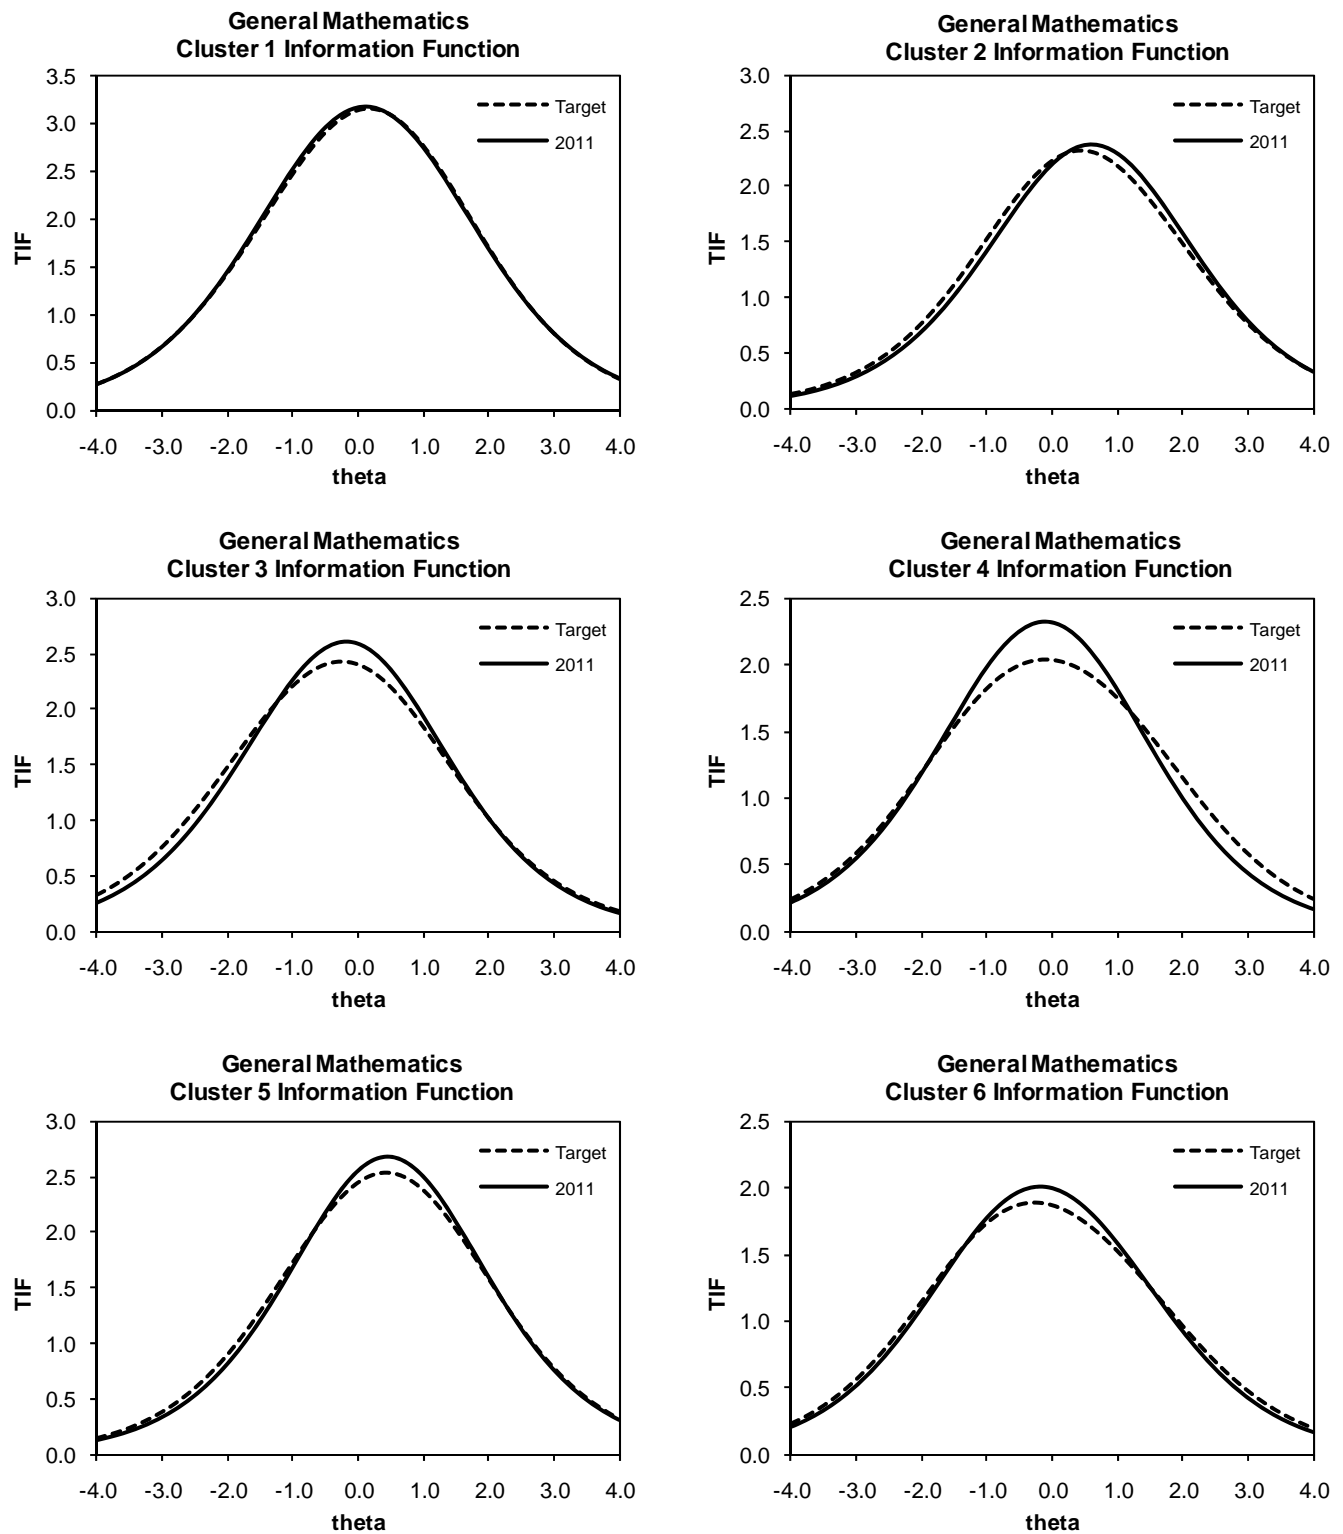 General Mathematics
Cluster 1 Information Function
3.5
3.0
2.5
2.0
1.5
1.0
0.5
0.0
TIF
Target
2011
-4.0 -3.0 -2.0 -1.0 0.0 1.0 2.0 3.0 4.0
theta
General Mathematics
Cluster 2 Information Function
3.0
2.5
2.0
1.5
1.0
0.5
0.0
TIF
Target
2011
-4.0 -3.0 -2.0 -1.0 0.0 1.0 2.0 3.0 4.0
theta
General Mathematics
Cluster 3 Information Function
3.0
2.5
2.0
1.5
1.0
0.5
0.0
TIF
Target
2011
-4.0 -3.0 -2.0 -1.0 0.0 1.0 2.0 3.0 4.0
theta
General Mathematics
Cluster 4 Information Function
2.5
2.0
1.5
1.0
0.5
0.0
TIF
Target
2011
-4.0 -3.0 -2.0 -1.0 0.0 1.0 2.0 3.0 4.0
theta
General Mathematics
Cluster 5 Information Function
3.0
2.5
2.0
1.5
1.0
0.5
0.0
TIF
Target
2011
-4.0 -3.0 -2.0 -1.0 0.0 1.0 2.0 3.0 4.0
theta
General Mathematics
Cluster 6 Information Function
2.5
2.0
1.5
1.0
0.5
0.0
TIF
Target
2011
-4.0 -3.0 -2.0 -1.0 0.0 1.0 2.0 3.0 4.0
theta